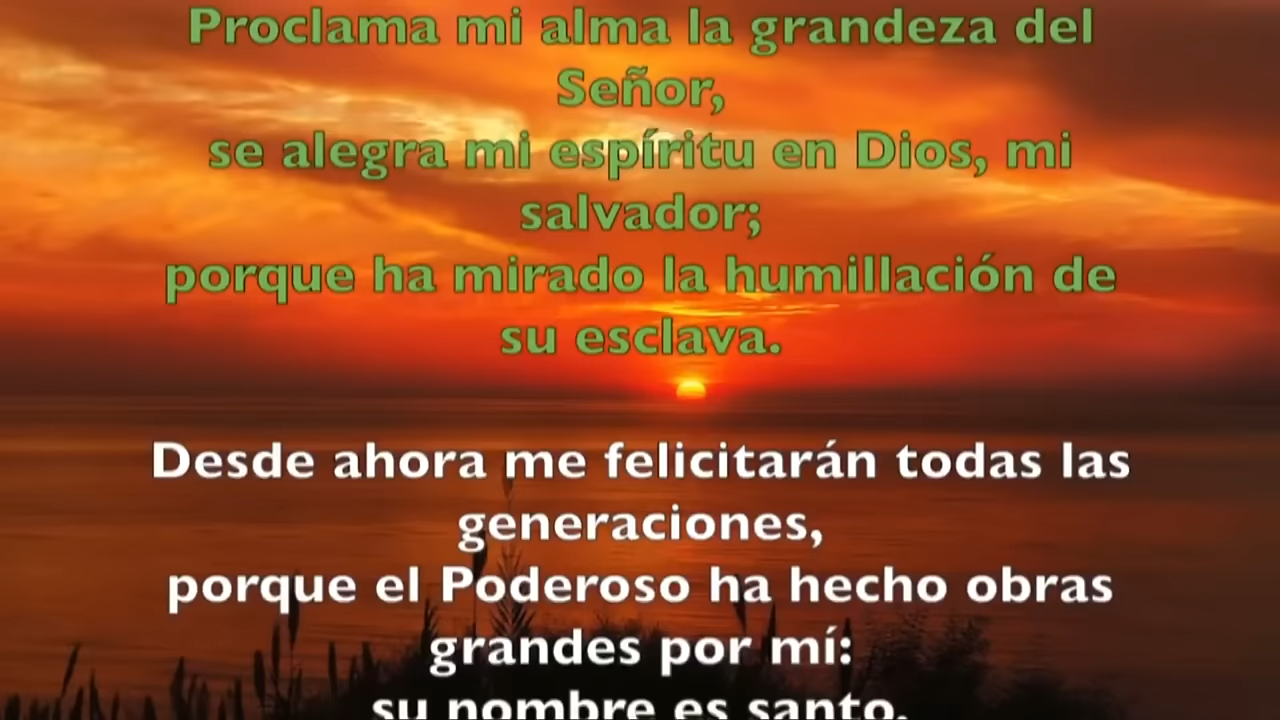 Proclama mi alma la grandeza del
Señor,
se alegra mi espíritu en Dios, mi
salvador;
porque ha mirado la humillación de
su esclava.
Desde ahora me felicitarán todas las
generaciones,
porque el Poderoso ha hecho obras
grandes por mí:
su nombre es santo,